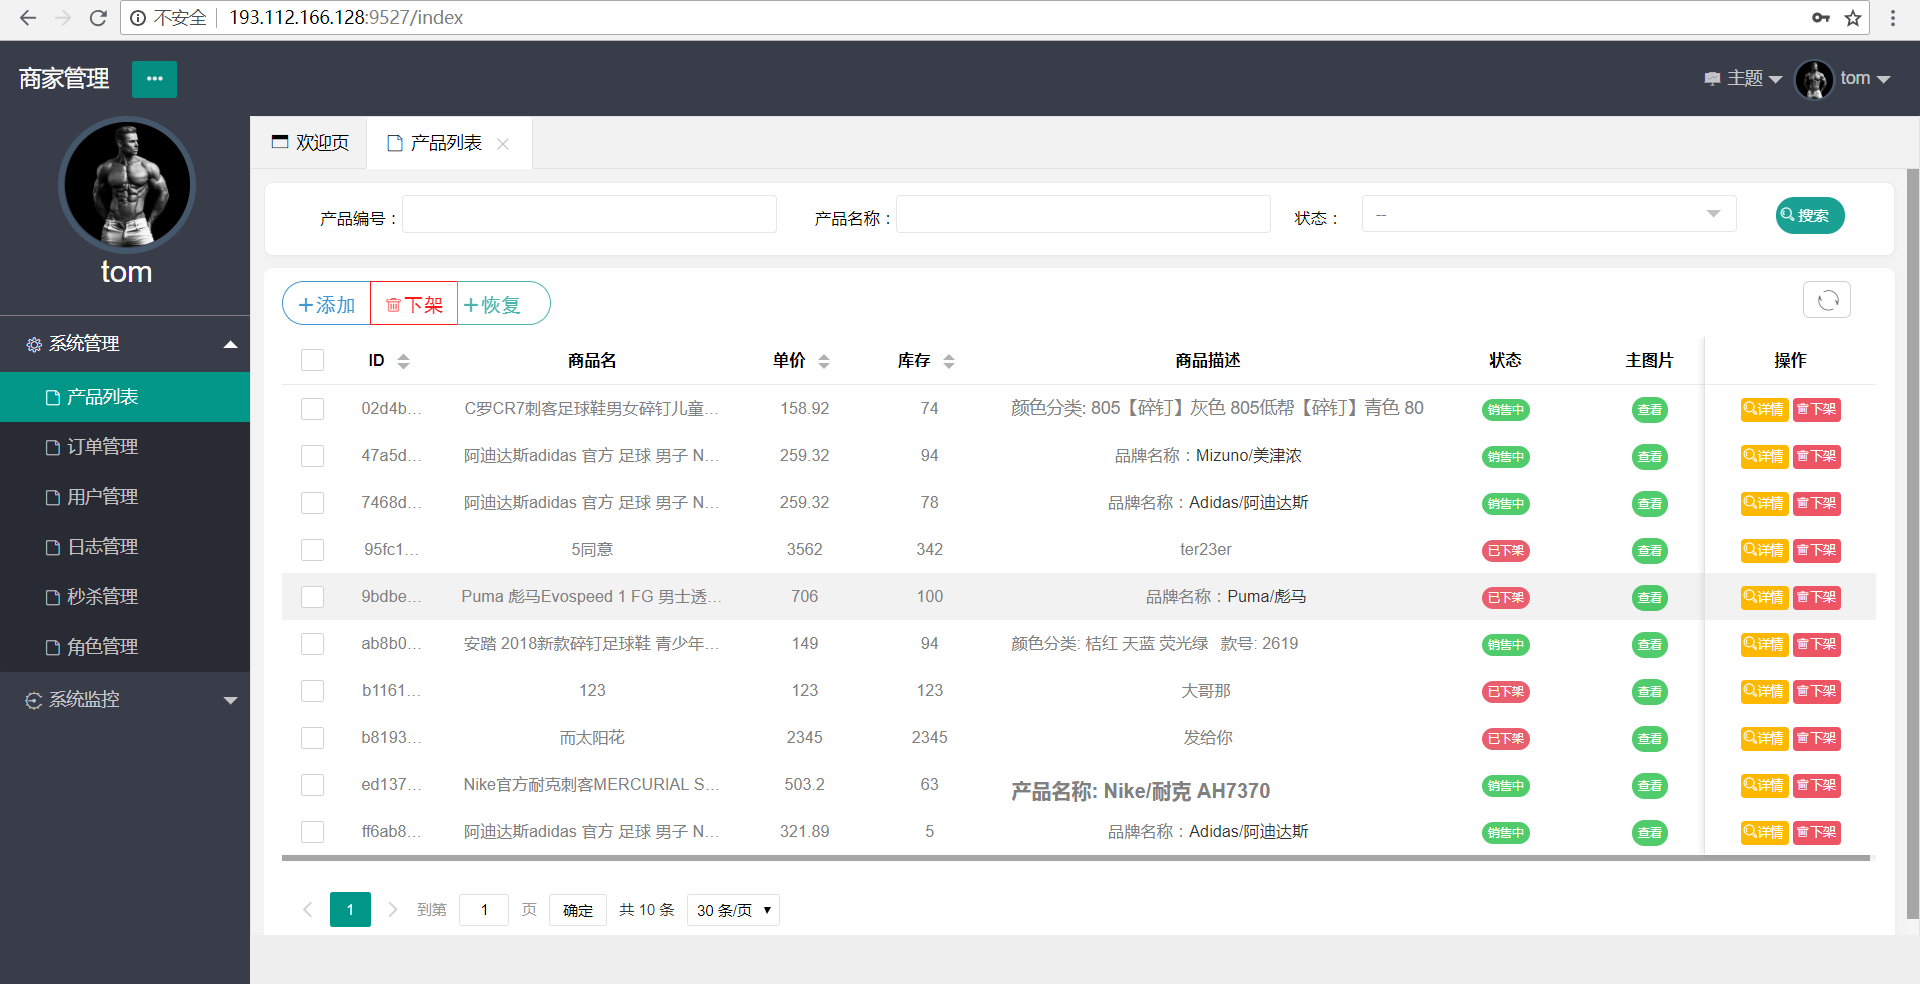 不安全 193.112.166.128:9527/index
商家管理
主题 tom
tom
系统管理
产品列表
订单管理
用户管理
日志管理
秒杀管理
角色管理
系统监控
欢迎页 产品列表
产品编号： 产品名称： 状态： -- 搜索
添加 下架 恢复
ID 商品名 单价 库存 商品描述 状态 主图片 操作
02d4b... C罗CR7刺客足球鞋男女碎钉儿童... 158.92 74 颜色分类: 805【碎钉】灰色 805低帮【碎钉】青色 80 销售中 查看 详情 下架
47a5d... 阿迪达斯adidas 官方 足球 男子 N... 259.32 94 品牌名称：Mizuno/美津浓 销售中 查看 详情 下架
7468d... 阿迪达斯adidas 官方 足球 男子 N... 259.32 78 品牌名称：Adidas/阿迪达斯 销售中 查看 详情 下架
95fc1... 5同意 3562 342 ter23er 已下架 查看 详情 下架
9bdbe... Puma 彪马Evospeed 1 FG 男士透... 706 100 品牌名称：Puma/彪马 已下架 查看 详情 下架
ab8b0... 安踏 2018新款碎钉足球鞋 青少年... 149 94 颜色分类: 桔红 天蓝 荧光绿 款号: 2619 销售中 查看 详情 下架
b1161... 123 123 123 大哥那 已下架 查看 详情 下架
b8193... 而太阳花 2345 2345 发给你 已下架 查看 详情 下架
ed137... Nike官方耐克刺客MERCURIAL S... 503.2 63 产品名称: Nike/耐克 AH7370 销售中 查看 详情 下架
ff6ab8... 阿迪达斯adidas 官方 足球 男子 N... 321.89 5 品牌名称：Adidas/阿迪达斯 销售中 查看 详情 下架
1 到第 1 页 确定 共 10 条 30 条/页